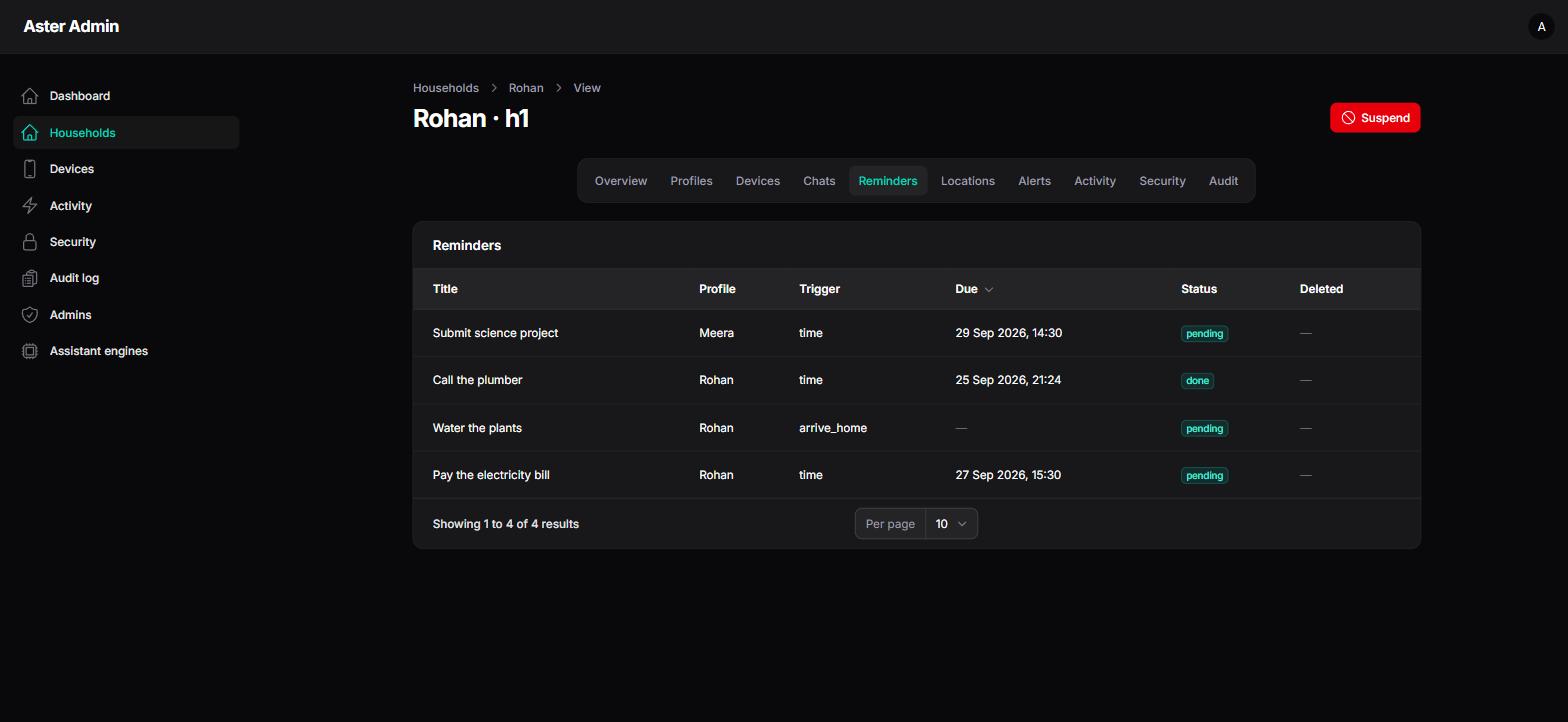 Aster Admin
A
Dashboard
Households
Devices
Activity
Security
Audit log
Admins
Assistant engines
Households > Rohan > View
Rohan · h1
Suspend
Overview Profiles Devices Chats Reminders Locations Alerts Activity Security Audit
Reminders
Title Profile Trigger Due Status Deleted
Submit science project Meera time 29 Sep 2026, 14:30 pending —
Call the plumber Rohan time 25 Sep 2026, 21:24 done —
Water the plants Rohan arrive_home — pending —
Pay the electricity bill Rohan time 27 Sep 2026, 15:30 pending —
Showing 1 to 4 of 4 results Per page 10